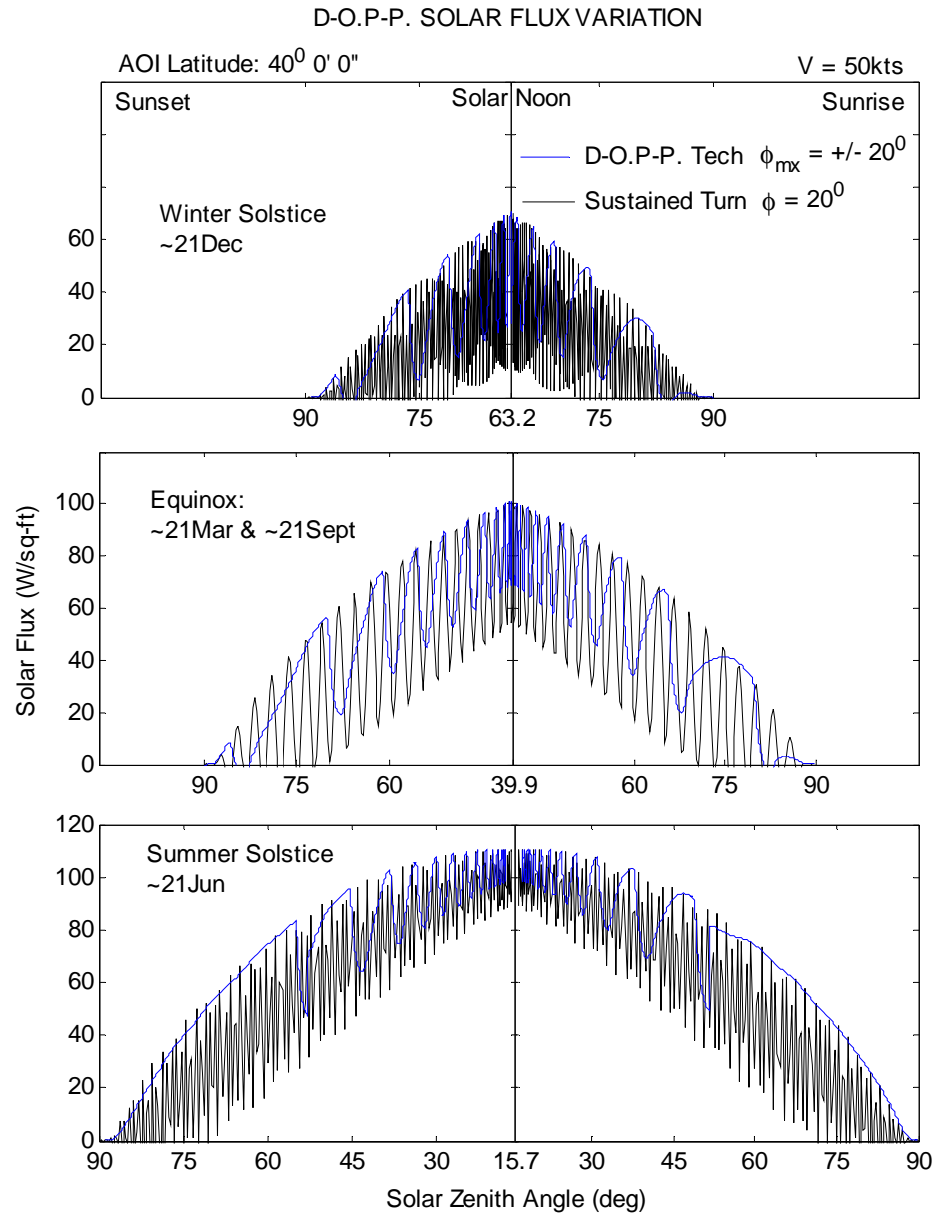 D-O.P-P. SOLAR FLUX VARIATION
AOI Latitude: 40⁰ 0' 0"
V = 50kts
Sunset
Solar Noon
Sunrise
D-O.P-P. Tech ϕmx = +/- 20⁰
Sustained Turn ϕ = 20⁰
Winter Solstice
~21Dec
60
40
20
0
90 75 63.2 75 90
Equinox:
~21Mar & ~21Sept
100
80
60
40
20
0
90 75 60 39.9 60 75 90
Solar Flux (W/sq-ft)
Summer Solstice
~21Jun
120
100
80
60
40
20
0
90 75 60 45 30 15.7 30 45 60 75 90
Solar Zenith Angle (deg)